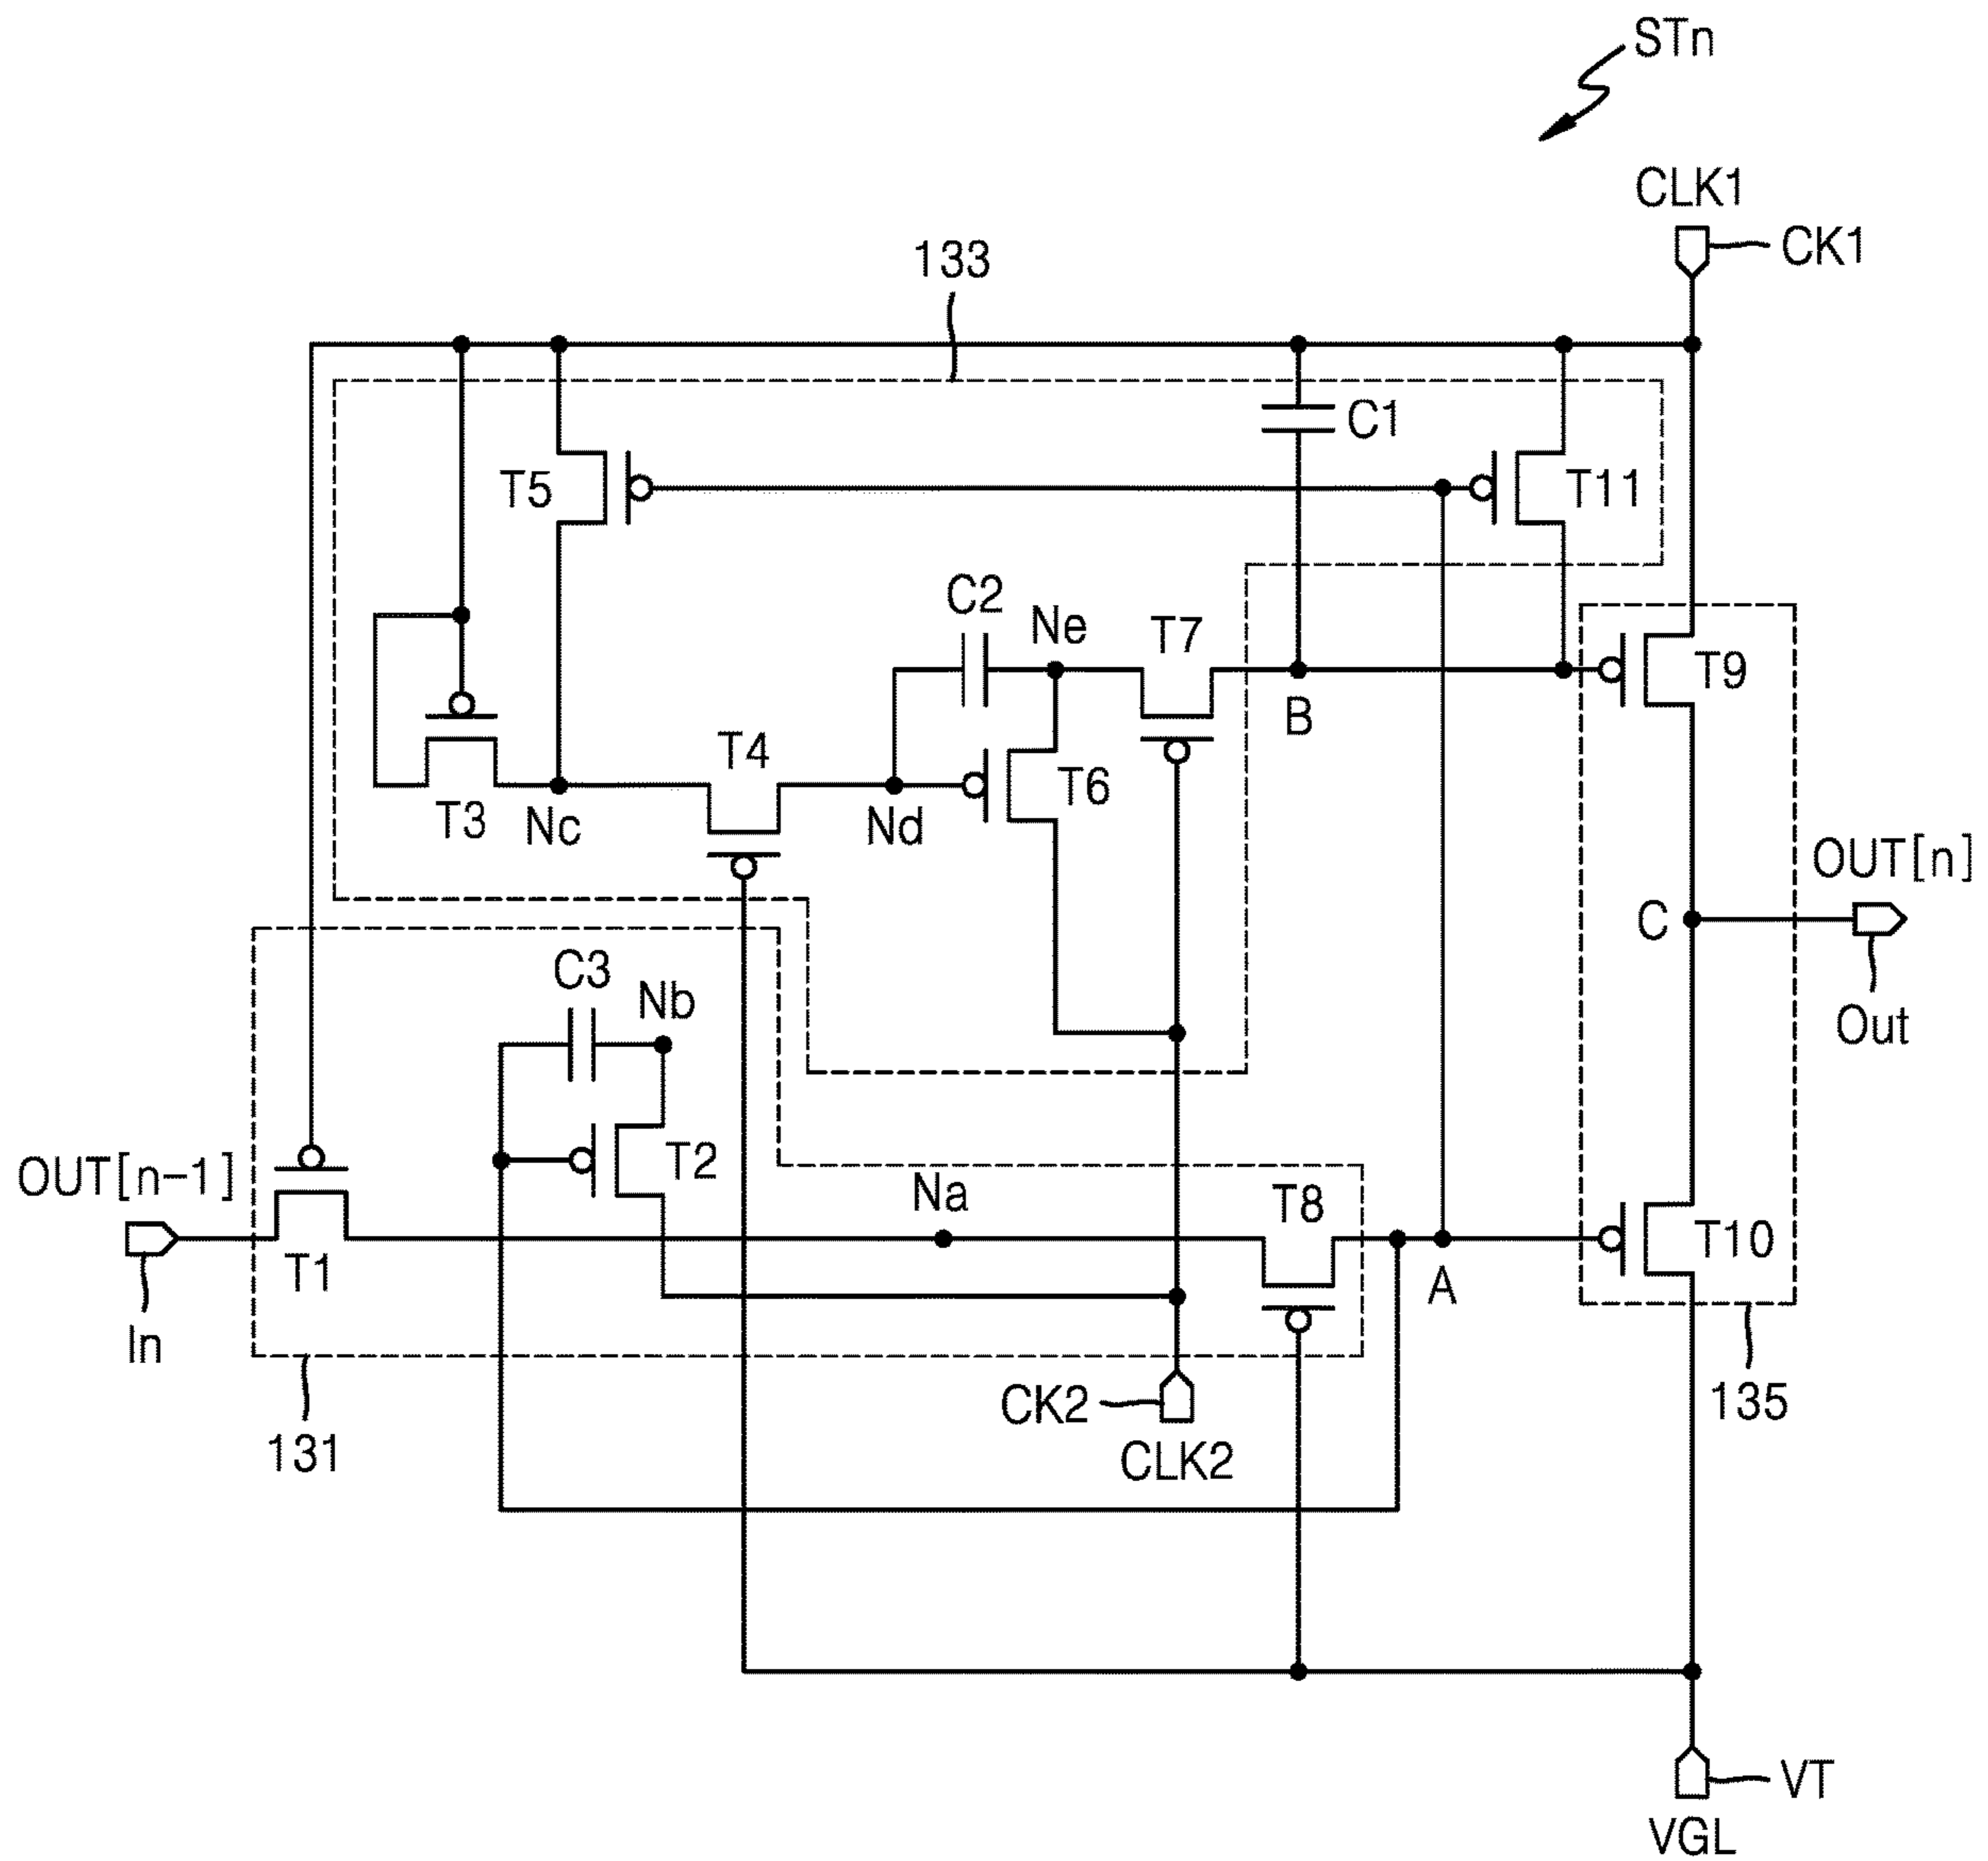 STn
CLK1
CK1
133
C1
T5
T11
C2
Ne
T7
T9
B
T4
T6
T3
Nc
Nd
OUT[n]
C
C3
Nb
Out
OUT[n-1]
T2
Na
T8
T10
T1
A
In
CK2
135
131
CLK2
VT
VGL